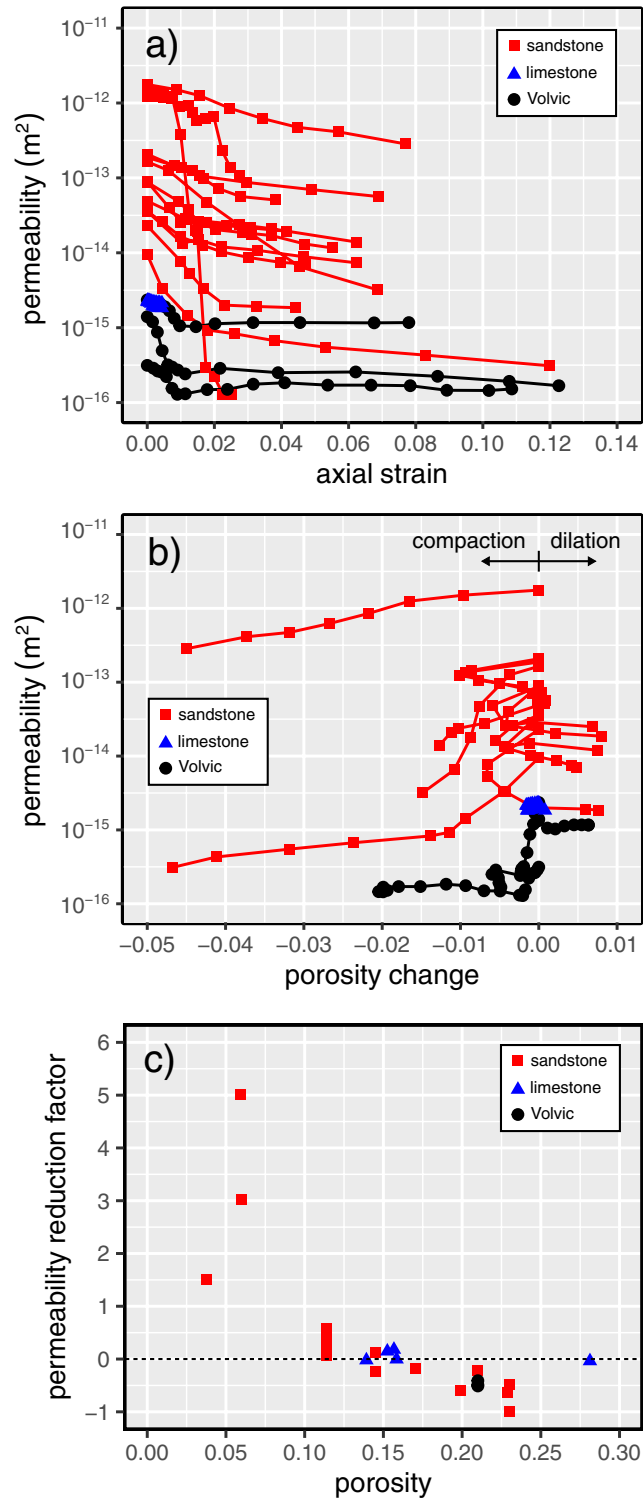 a)
sandstone
limestone
Volvic
permeability (m²)
10⁻¹¹
10⁻¹²
10⁻¹³
10⁻¹⁴
10⁻¹⁵
10⁻¹⁶
0.00 0.02 0.04 0.06 0.08 0.10 0.12 0.14
axial strain
b)
compaction dilation
sandstone
limestone
Volvic
permeability (m²)
10⁻¹¹
10⁻¹²
10⁻¹³
10⁻¹⁴
10⁻¹⁵
10⁻¹⁶
−0.05 −0.04 −0.03 −0.02 −0.01 0.00 0.01
porosity change
c)
sandstone
limestone
Volvic
permeability reduction factor
6
5
4
3
2
1
0
−1
0.00 0.05 0.10 0.15 0.20 0.25 0.30
porosity